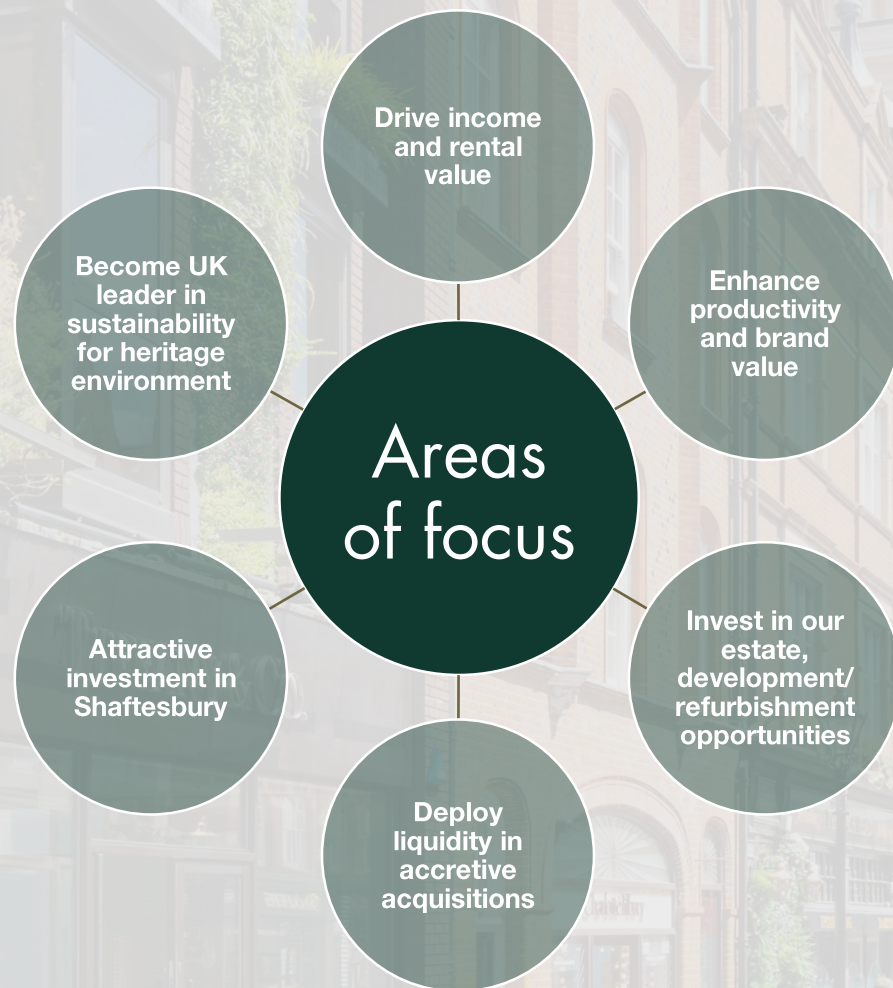 Drive income
and rental
value
Enhance
productivity
and brand
value
Invest in our
estate,
development/
refurbishment
opportunities
Deploy
liquidity in
accretive
acquisitions
Attractive
investment in
Shaftesbury
Become UK
leader in
sustainability
for heritage
environment
Areas
of focus